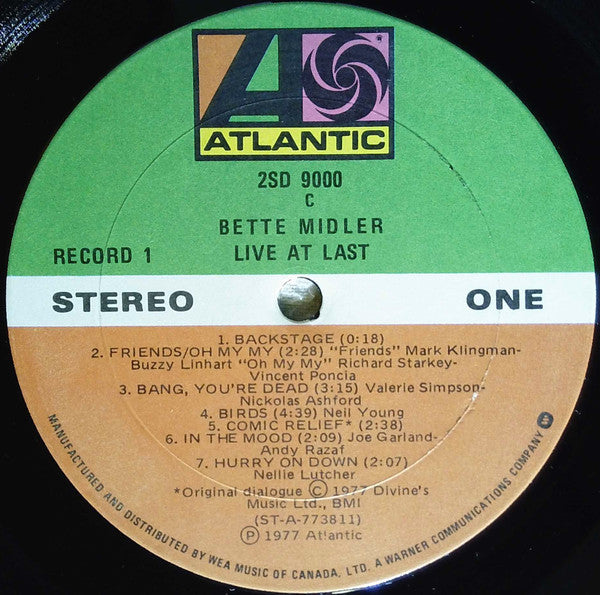 ATLANTIC
2SD 9000
C
BETTE MIDLER
RECORD 1
LIVE AT LAST
STEREO
ONE
1. BACKSTAGE (0:18)
2. FRIENDS/OH MY MY (2:28) "Friends" Mark Klingman-
Buzzy Linhart "Oh My My" Richard Starkey-
Vincent Poncia
3. BANG, YOU'RE DEAD (3:15) Valerie Simpson-
Nickolas Ashford
4. BIRDS (4:39) Neil Young
5. COMIC RELIEF* (2:38)
6. IN THE MOOD (2:09) Joe Garland-
Andy Razaf
7. HURRY ON DOWN (2:07)
Nellie Lutcher
*Original dialogue Ⓒ 1977 Divine's
Music Ltd., BMI
(ST-A-773811)
Ⓟ 1977 Atlantic
MANUFACTURED AND DISTRIBUTED BY WEA MUSIC OF CANADA, LTD. A WARNER COMMUNICATIONS COMPANY